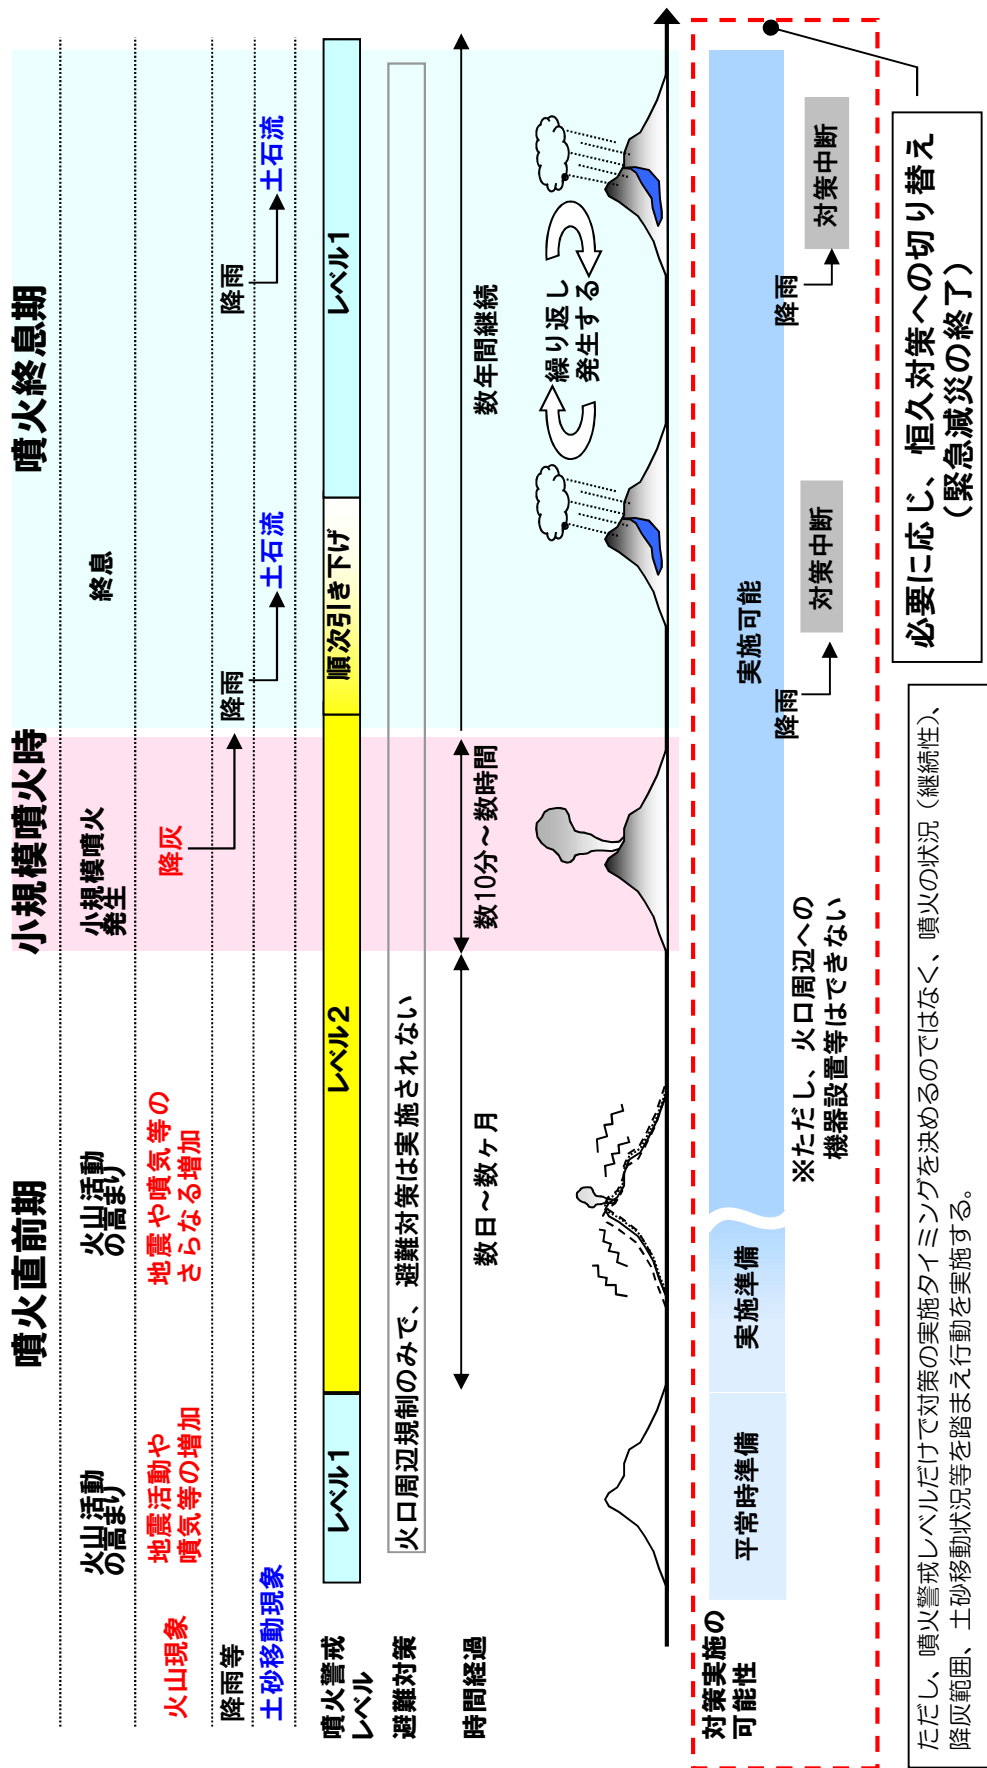 噴火直前期
小規模噴火時
噴火終息期
火山活動
の高まり
火山活動
の高まり
小規模噴火
発生
終息
火山現象
地震活動や
噴気等の増加
地震や噴気等の
さらなる増加
降灰
降雨等
降雨
降雨
土砂移動現象
土石流
土石流
噴火警戒
レベル
レベル1
レベル2
順次引き下げ
レベル1
避難対策
火口周辺規制のみで、避難対策は実施されない
時間経過
数日～数ヶ月
数10分～数時間
数年間継続
繰り返し
発生する
対策実施の
可能性
平常時準備
実施準備
実施可能
※ただし、火口周辺への
機器設置等はできない
降雨
対策中断
降雨
対策中断
必要に応じ、恒久対策への切り替え
（緊急減災の終了）
ただし、噴火警戒レベルだけで対策の実施タイミングを決めるのではなく、噴火の状況（継続性）、
降灰範囲、土砂移動状況等を踏まえ行動を実施する。